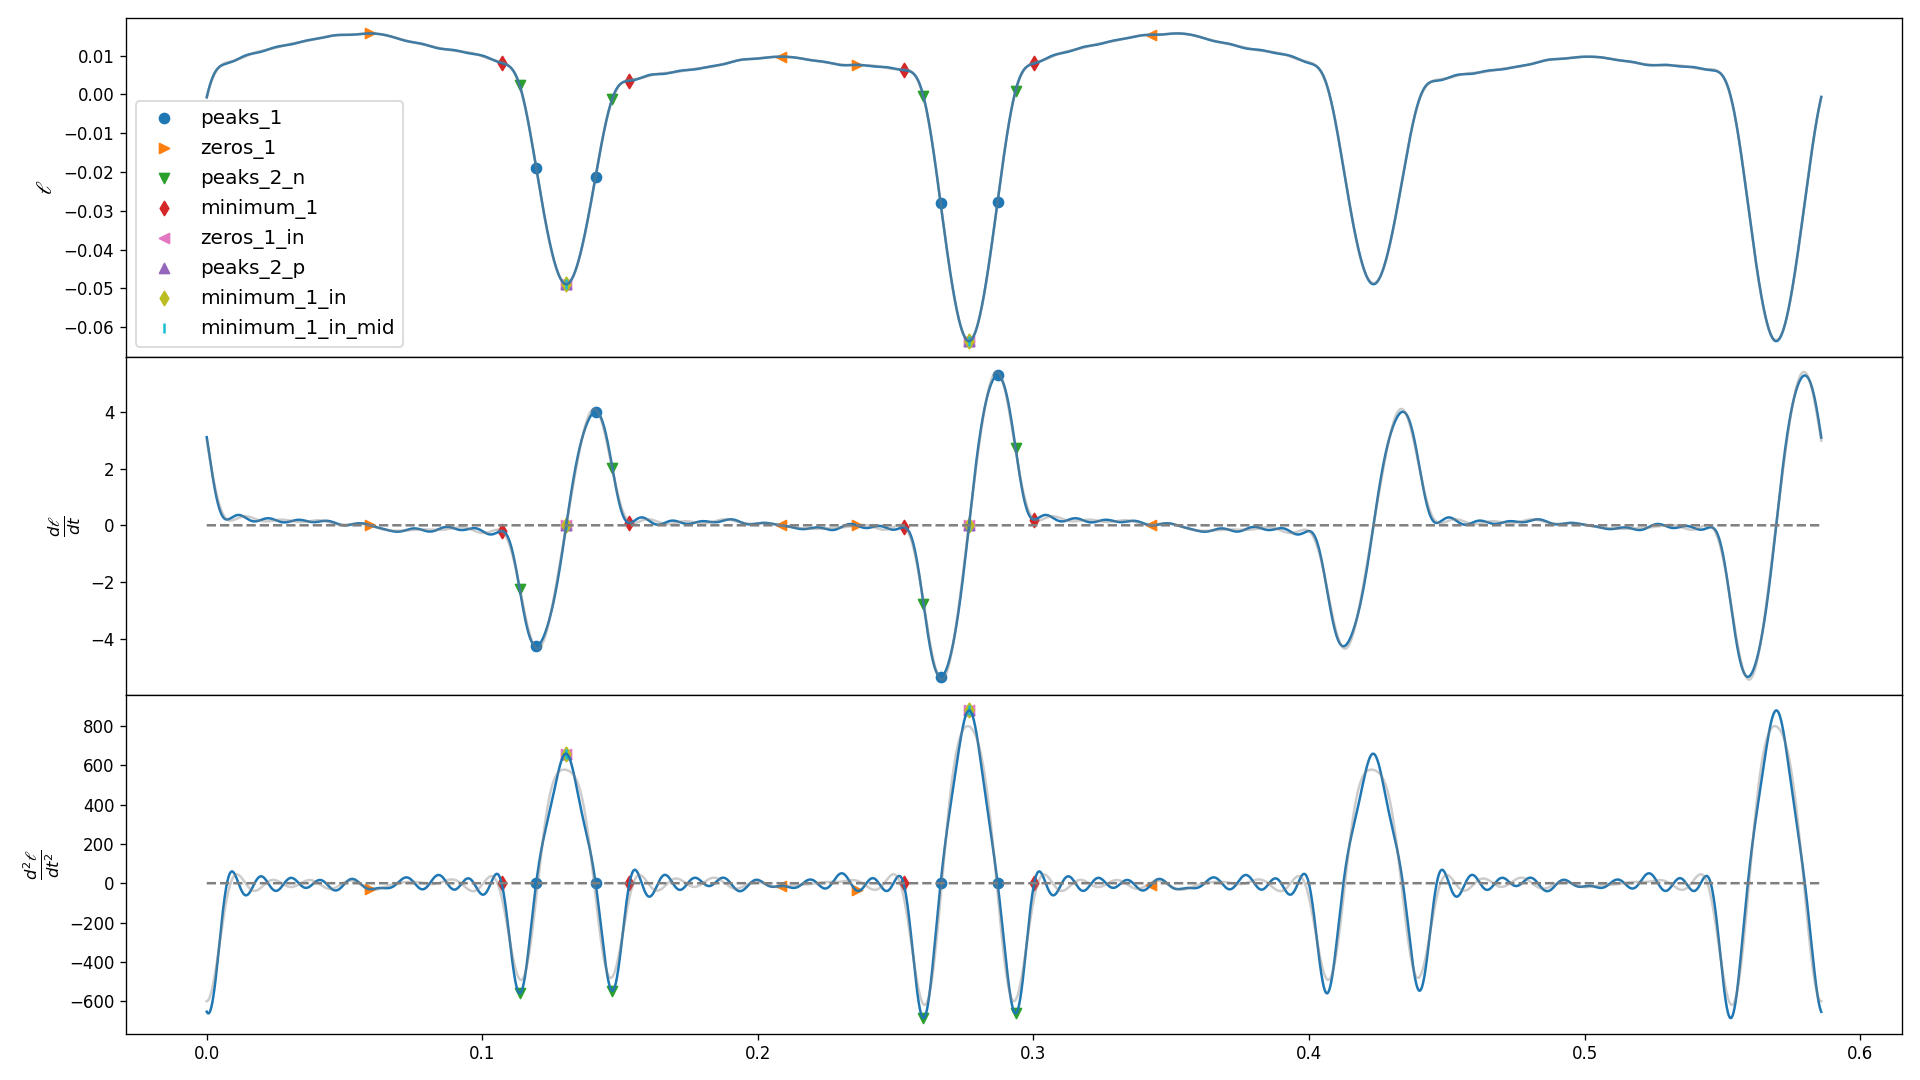 0.01
0.00
−0.01
−0.02
−0.03
−0.04
−0.05
−0.06
ℓ
peaks_1
zeros_1
peaks_2_n
minimum_1
zeros_1_in
peaks_2_p
minimum_1_in
minimum_1_in_mid
4
2
0
−2
−4
dℓ
dt
800
600
400
200
0
−200
−400
−600
d²ℓ
dt²
0.0 0.1 0.2 0.3 0.4 0.5 0.6